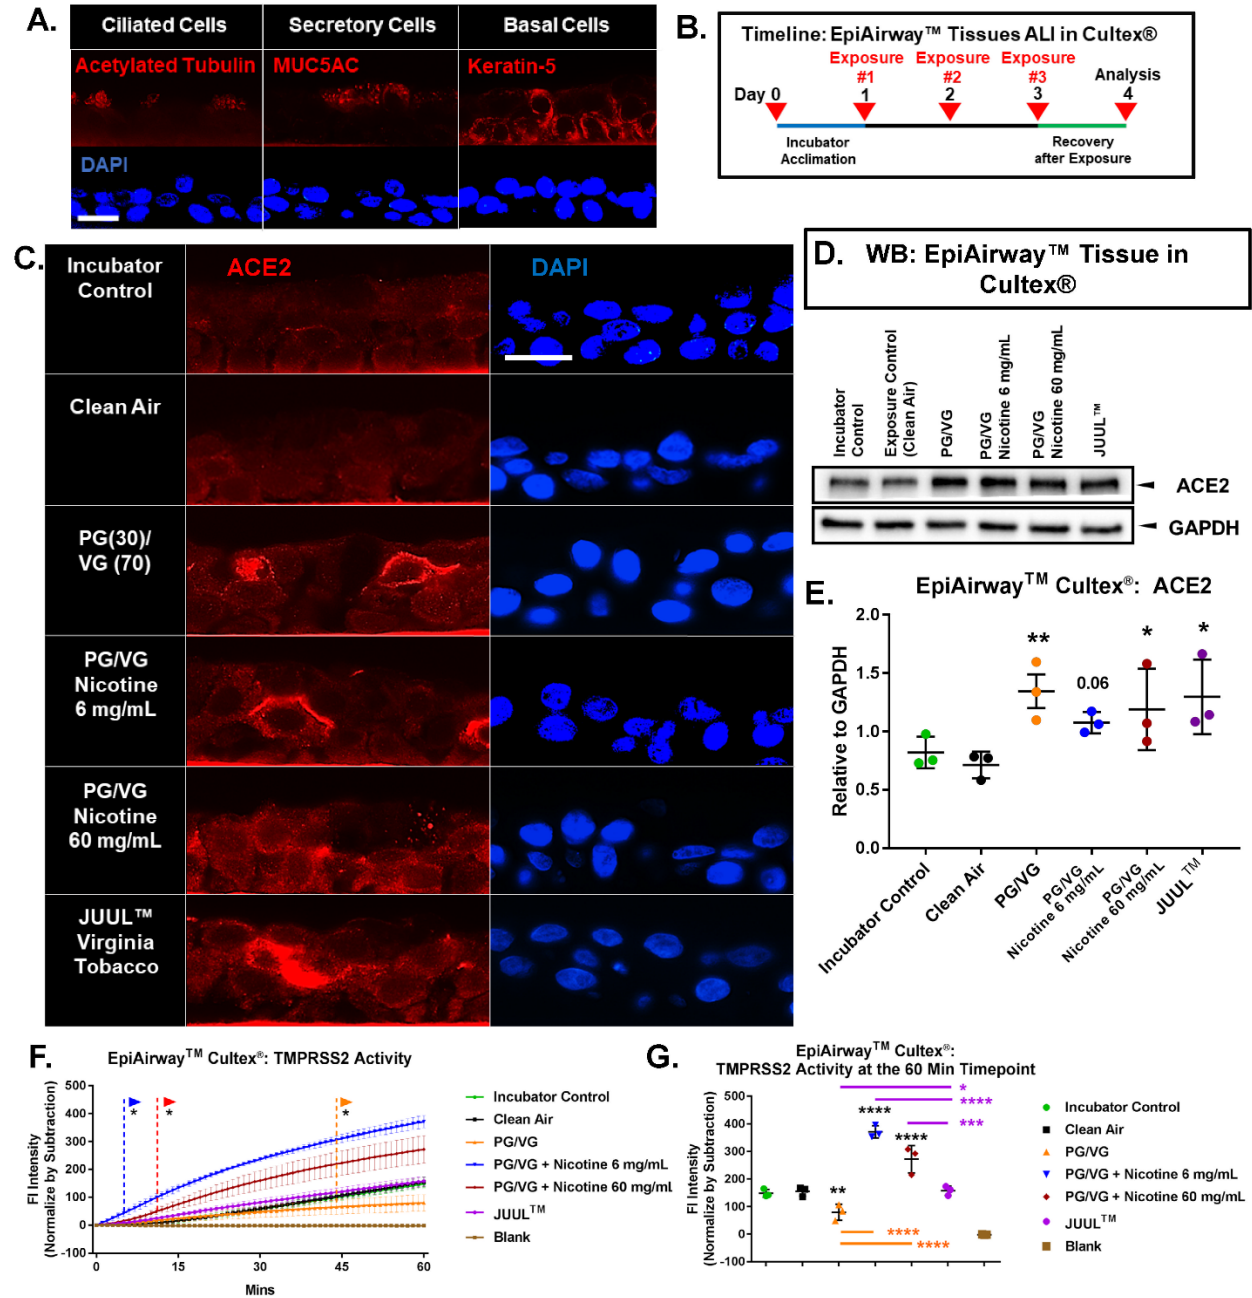 A.
Ciliated Cells
Secretory Cells
Basal Cells
Acetylated Tubulin
MUC5AC
Keratin-5
DAPI
B.
Timeline: EpiAirway™ Tissues ALI in Cultex®
Exposure
#1
Exposure
#2
Exposure
#3
Analysis
Day 0
1
2
3
4
Incubator
Acclimation
Recovery
after Exposure
C.
Incubator
Control
ACE2
DAPI
Clean Air
PG(30)/
VG (70)
PG/VG
Nicotine
6 mg/mL
PG/VG
Nicotine
60 mg/mL
JUUL™
Virginia
Tobacco
D.
WB: EpiAirway™ Tissue in
Cultex®
Incubator
Control
Exposure Control
(Clean Air)
PG/VG
PG/VG
Nicotine 6 mg/mL
PG/VG
Nicotine 60 mg/mL
JUUL™
ACE2
GAPDH
E.
EpiAirway™ Cultex®: ACE2
Relative to GAPDH
2.0
1.5
1.0
0.5
0.0
**
0.06
*
*
Incubator Control
Clean Air
PG/VG
PG/VG
Nicotine 6 mg/mL
PG/VG
Nicotine 60 mg/mL
JUUL™
F.
EpiAirway™ Cultex®: TMPRSS2 Activity
FI Intensity
(Normalize by Subtraction)
500
400
300
200
100
0
-100
*
*
*
0
15
30
45
60
Mins
Incubator Control
Clean Air
PG/VG
PG/VG + Nicotine 6 mg/mL
PG/VG + Nicotine 60 mg/mL
JUUL™
Blank
G.
EpiAirway™ Cultex®:
TMPRSS2 Activity at the 60 Min Timepoint
FI Intensity
(Normalize by Subtraction)
500
400
300
200
100
0
-100
*
****
***
****
****
**
****
****
Incubator Control
Clean Air
PG/VG
PG/VG + Nicotine 6 mg/mL
PG/VG + Nicotine 60 mg/mL
JUUL™
Blank